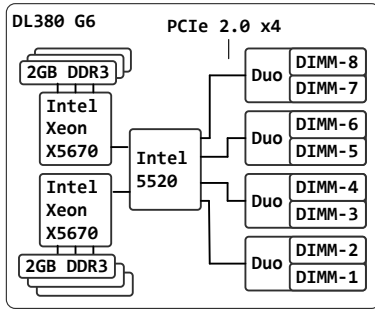 DL380 G6
PCIe 2.0 x4
2GB DDR3
Intel
Xeon
X5670
Intel
Xeon
X5670
2GB DDR3
Intel
5520
Duo
DIMM-8
DIMM-7
Duo
DIMM-6
DIMM-5
Duo
DIMM-4
DIMM-3
Duo
DIMM-2
DIMM-1